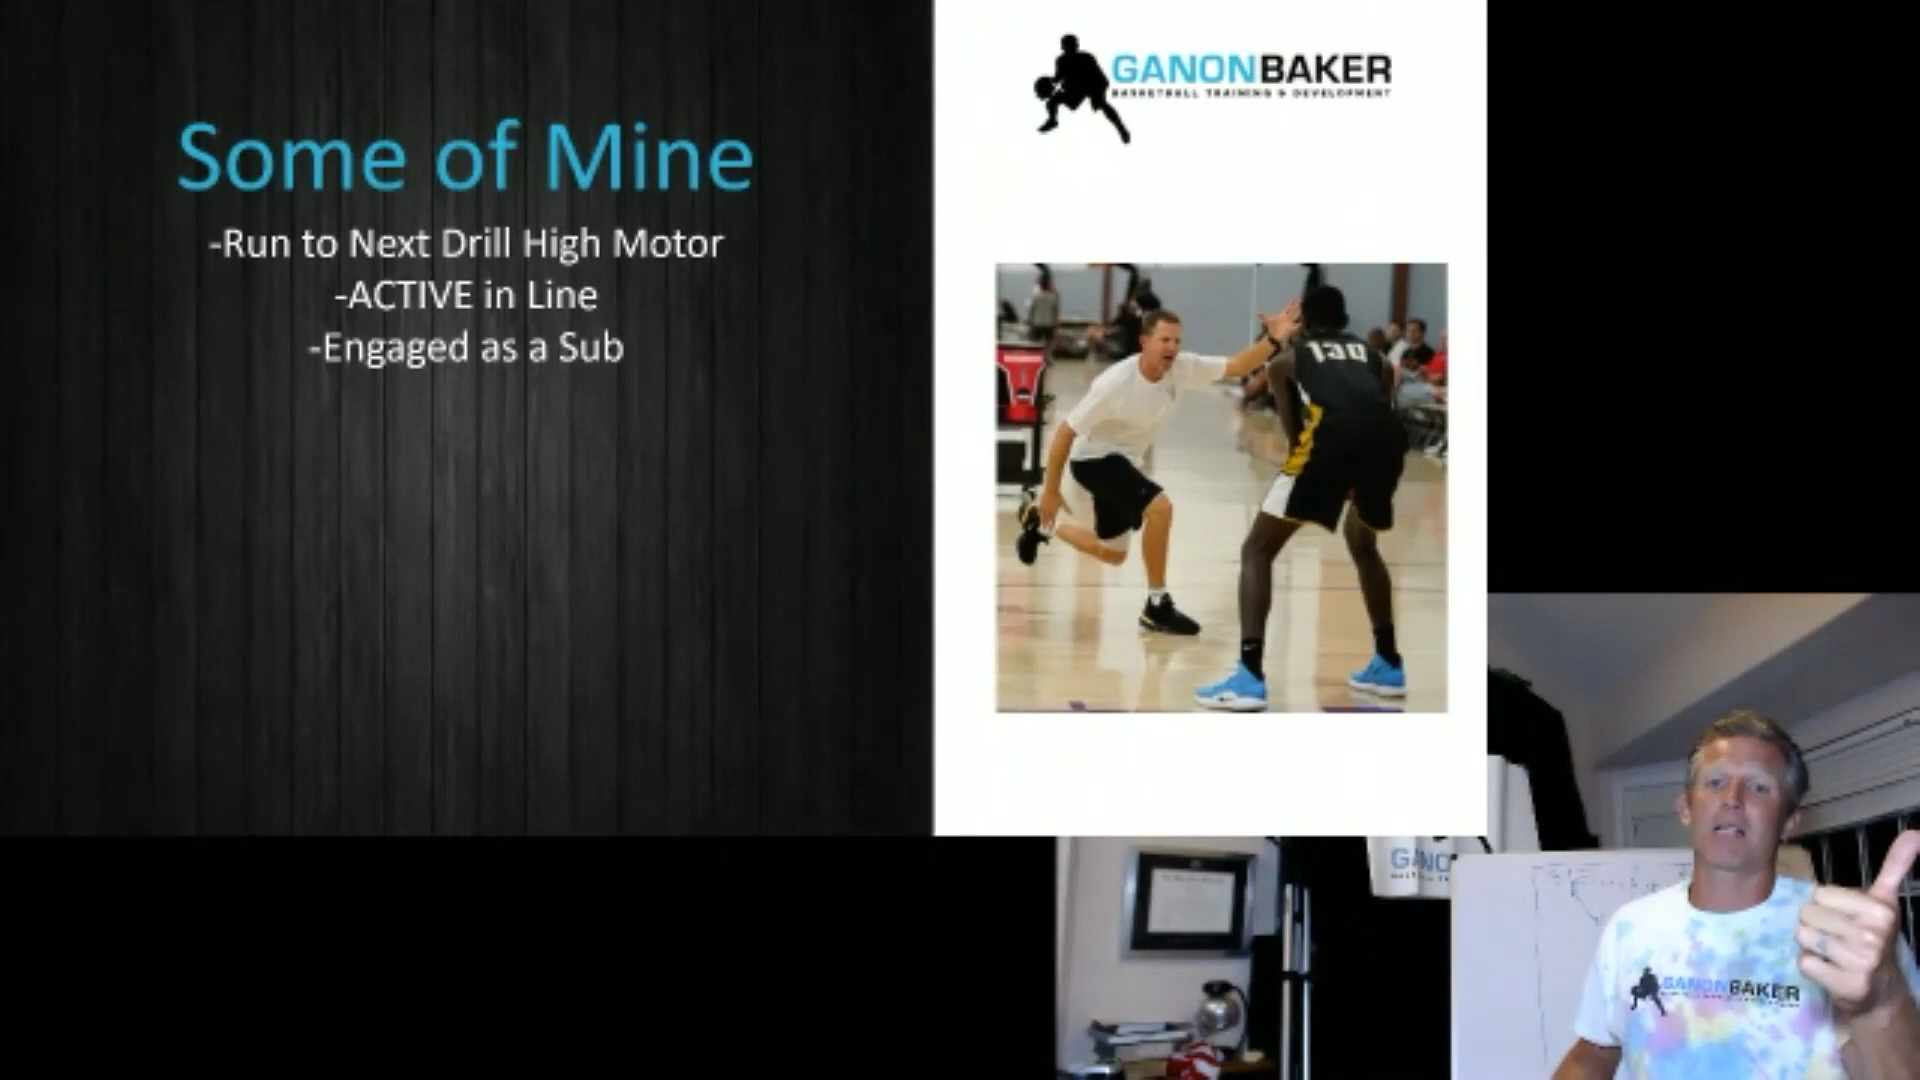 Some of Mine
-Run to Next Drill High Motor
-ACTIVE in Line
-Engaged as a Sub
GANONBAKER
BASKETBALL TRAINING & DEVELOPMENT
130
GANO
GANONBAKER